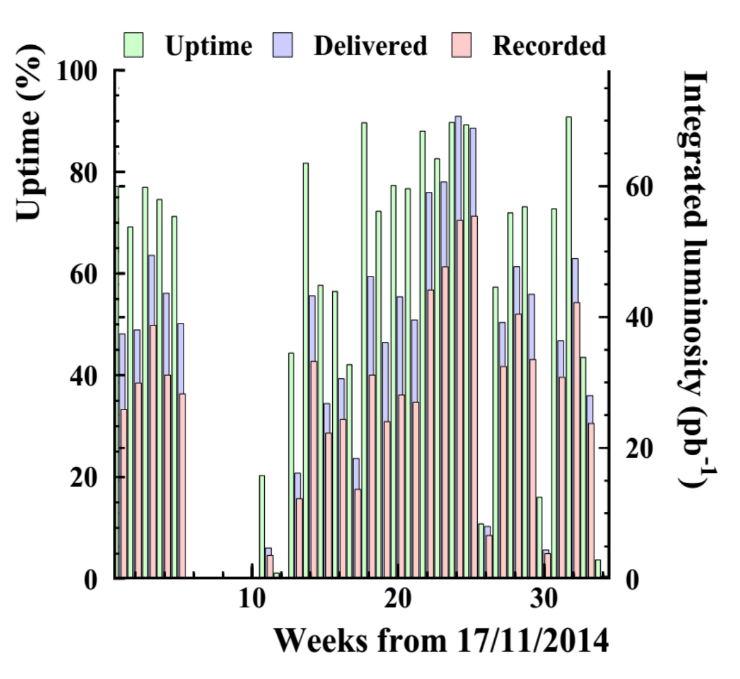 Uptime Delivered Recorded
Uptime (%)
100
80
60
40
20
0
Integrated luminosity (pb-1)
60
40
20
0
10 20 30
Weeks from 17/11/2014